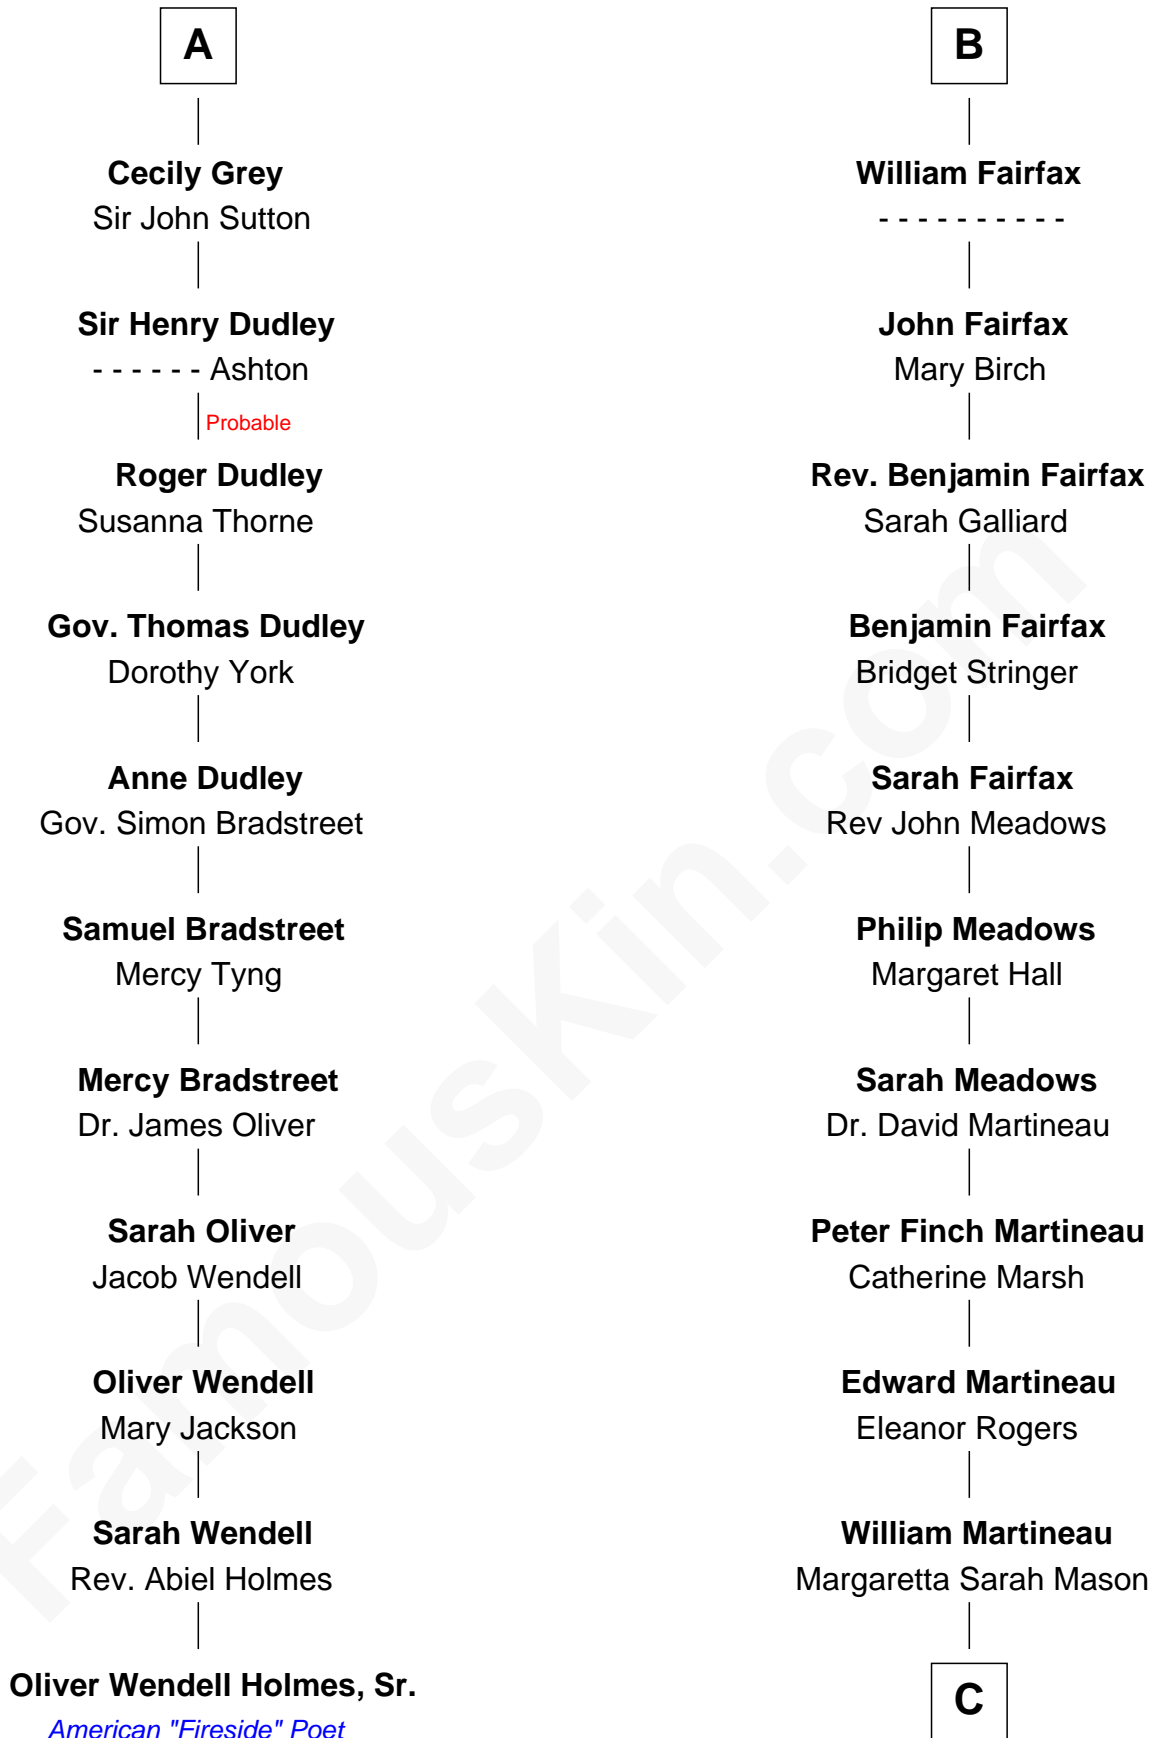 A
Cecily Grey
Sir John Sutton
Sir Henry Dudley
- - - - - - Ashton
Probable
Roger Dudley
Susanna Thorne
Gov. Thomas Dudley
Dorothy York
Anne Dudley
Gov. Simon Bradstreet
Samuel Bradstreet
Mercy Tyng
Mercy Bradstreet
Dr. James Oliver
Sarah Oliver
Jacob Wendell
Oliver Wendell
Mary Jackson
Sarah Wendell
Rev. Abiel Holmes
Oliver Wendell Holmes, Sr.
American "Fireside" Poet
B
William Fairfax
- - - - - - - - - -
John Fairfax
Mary Birch
Rev. Benjamin Fairfax
Sarah Galliard
Benjamin Fairfax
Bridget Stringer
Sarah Fairfax
Rev John Meadows
Philip Meadows
Margaret Hall
Sarah Meadows
Dr. David Martineau
Peter Finch Martineau
Catherine Marsh
Edward Martineau
Eleanor Rogers
William Martineau
Margaretta Sarah Mason
C
FamousKin.com